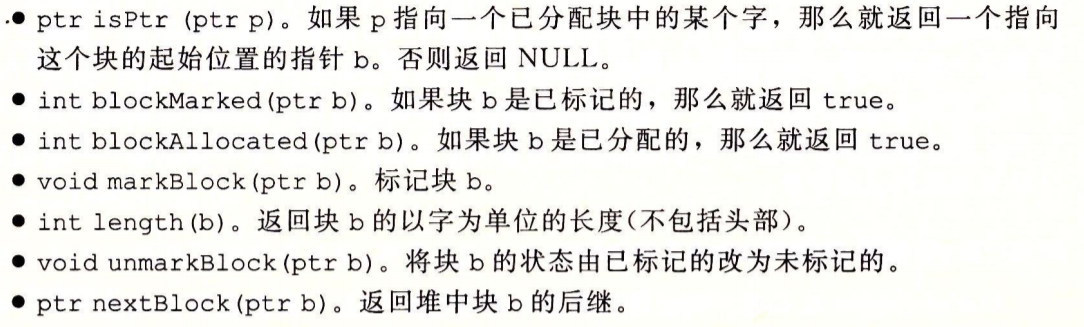 ● ptr isPtr (ptr p)。如果 p 指向一个已分配块中的某个字，那么就返回一个指向
这个块的起始位置的指针 b。否则返回 NULL。
● int blockMarked(ptr b)。如果块 b 是已标记的，那么就返回 true。
● int blockAllocated(ptr b)。如果块 b 是已分配的，那么就返回 true。
● void markBlock(ptr b)。标记块 b。
● int length(b)。返回块 b 的以字为单位的长度(不包括头部)。
● void unmarkBlock(ptr b)。将块 b 的状态由已标记的改为未标记的。
● ptr nextBlock(ptr b)。返回堆中块 b 的后继。